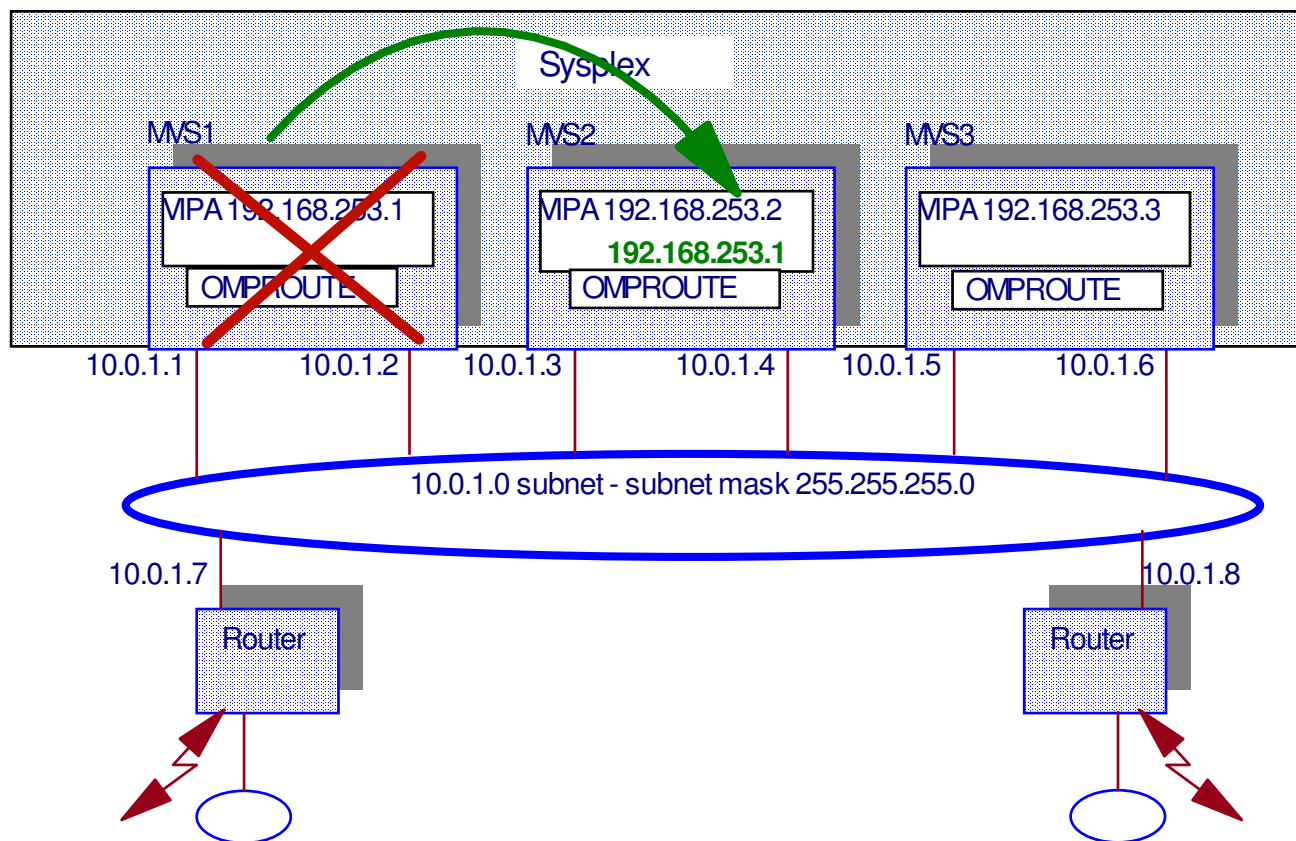 Sysplex
MVS1
MVS2
MVS3
VIPA 192.168.253.1
VIPA 192.168.253.2
VIPA 192.168.253.3
192.168.253.1
OMPROUTE
OMPROUTE
OMPROUTE
10.0.1.1
10.0.1.2
10.0.1.3
10.0.1.4
10.0.1.5
10.0.1.6
10.0.1.0 subnet - subnet mask 255.255.255.0
10.0.1.7
10.0.1.8
Router
Router